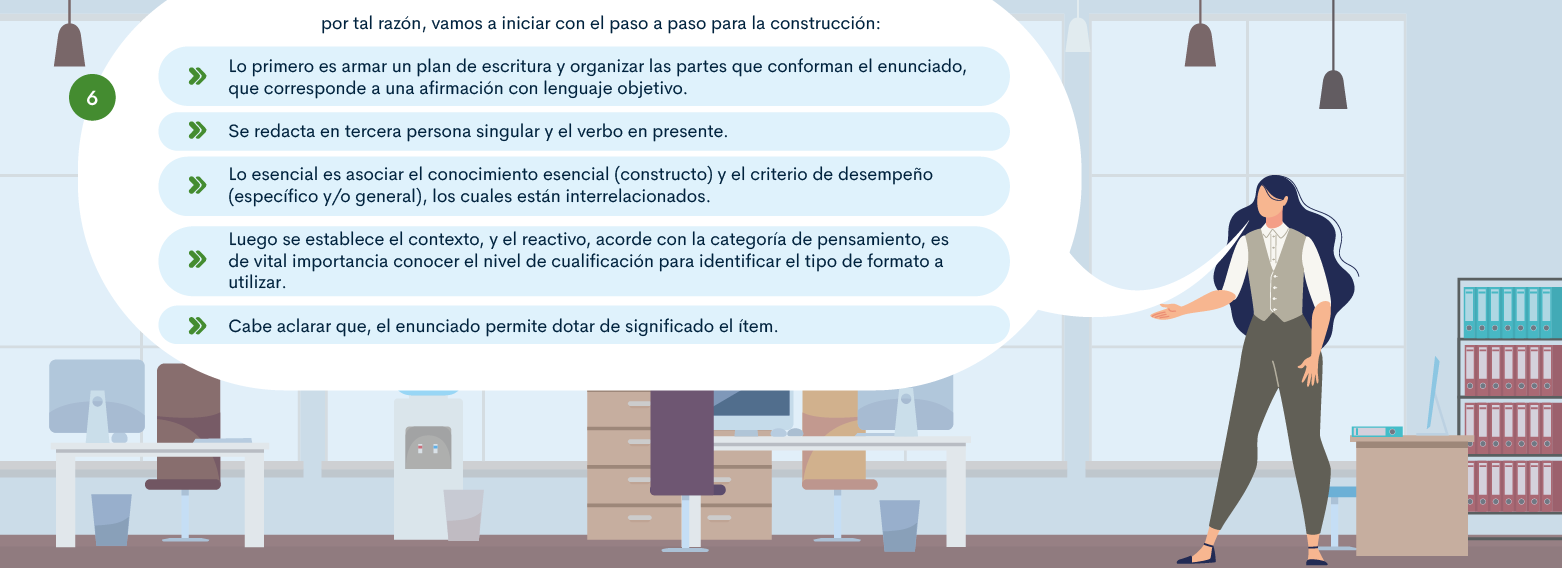 por tal razón, vamos a iniciar con el paso a paso para la construcción:
6
Lo primero es armar un plan de escritura y organizar las partes que conforman el enunciado,
que corresponde a una afirmación con lenguaje objetivo.
Se redacta en tercera persona singular y el verbo en presente.
Lo esencial es asociar el conocimiento esencial (constructo) y el criterio de desempeño
(específico y/o general), los cuales están interrelacionados.
Luego se establece el contexto, y el reactivo, acorde con la categoría de pensamiento, es
de vital importancia conocer el nivel de cualificación para identificar el tipo de formato a
utilizar.
Cabe aclarar que, el enunciado permite dotar de significado el ítem.